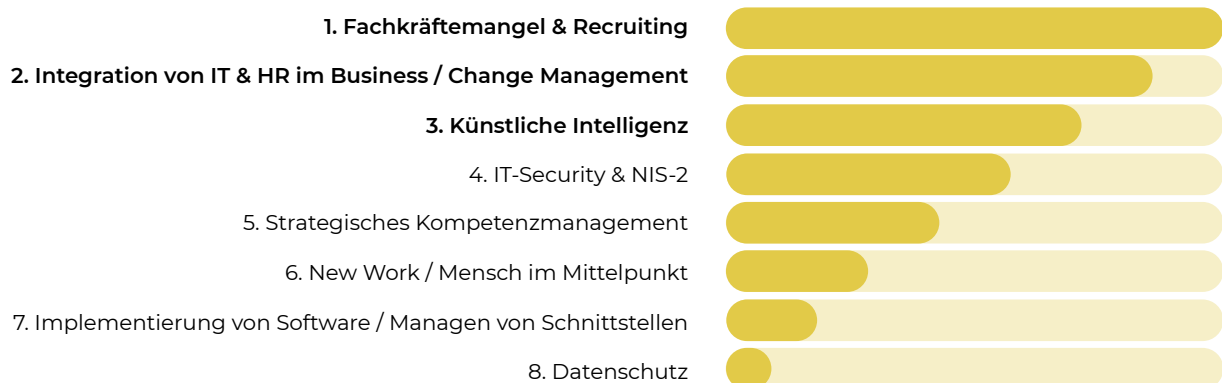 1. Fachkräftemangel & Recruiting
2. Integration von IT & HR im Business / Change Management
3. Künstliche Intelligenz
4. IT-Security & NIS-2
5. Strategisches Kompetenzmanagement
6. New Work / Mensch im Mittelpunkt
7. Implementierung von Software / Managen von Schnittstellen
8. Datenschutz